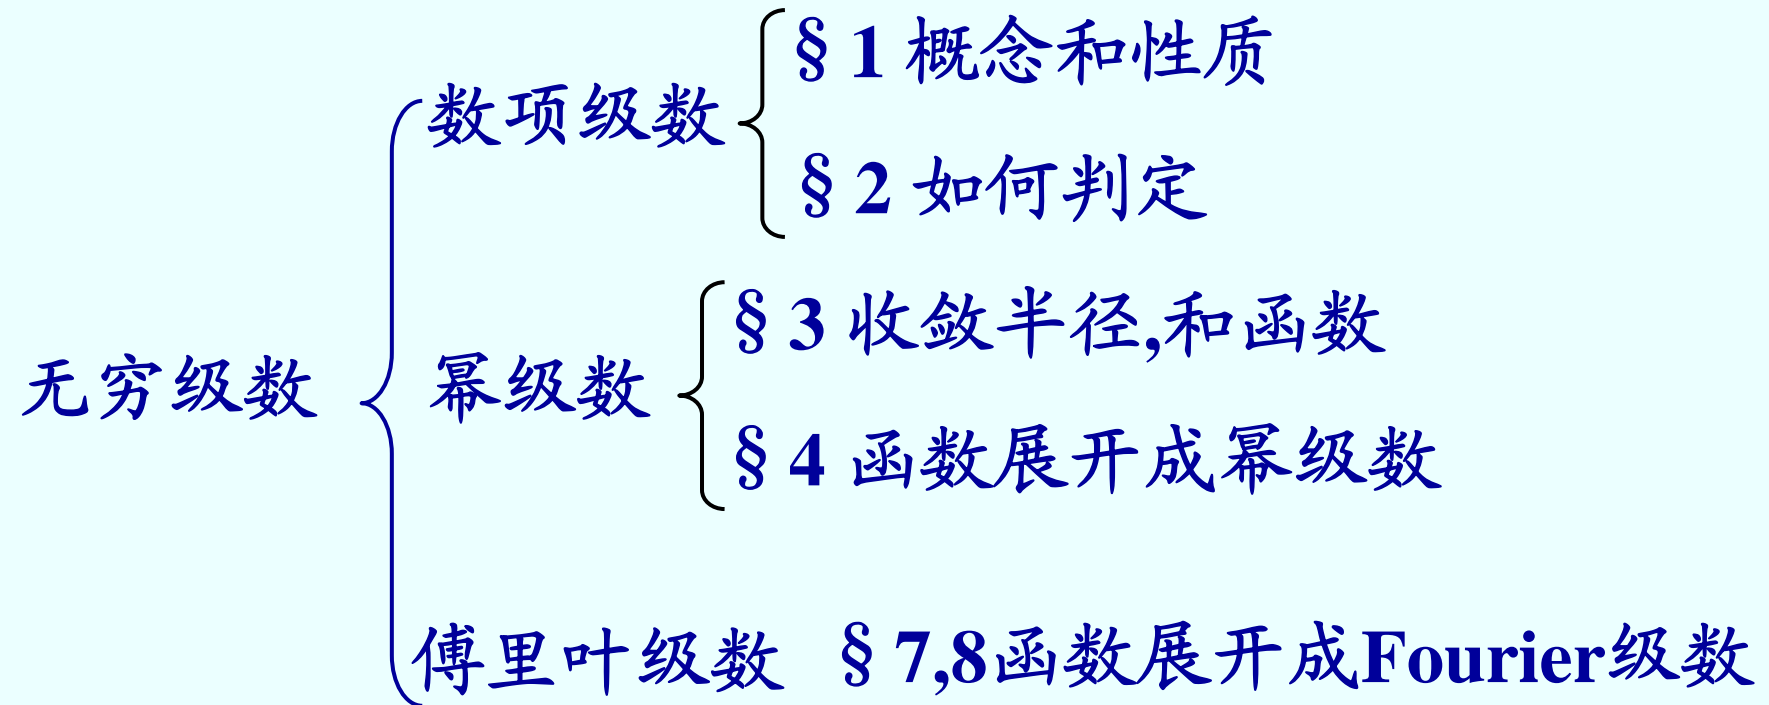 § 1 概念和性质
数项级数
§ 2 如何判定
§ 3 收敛半径,和函数
无穷级数 幂级数
§ 4 函数展开成幂级数
傅里叶级数 § 7,8函数展开成Fourier级数